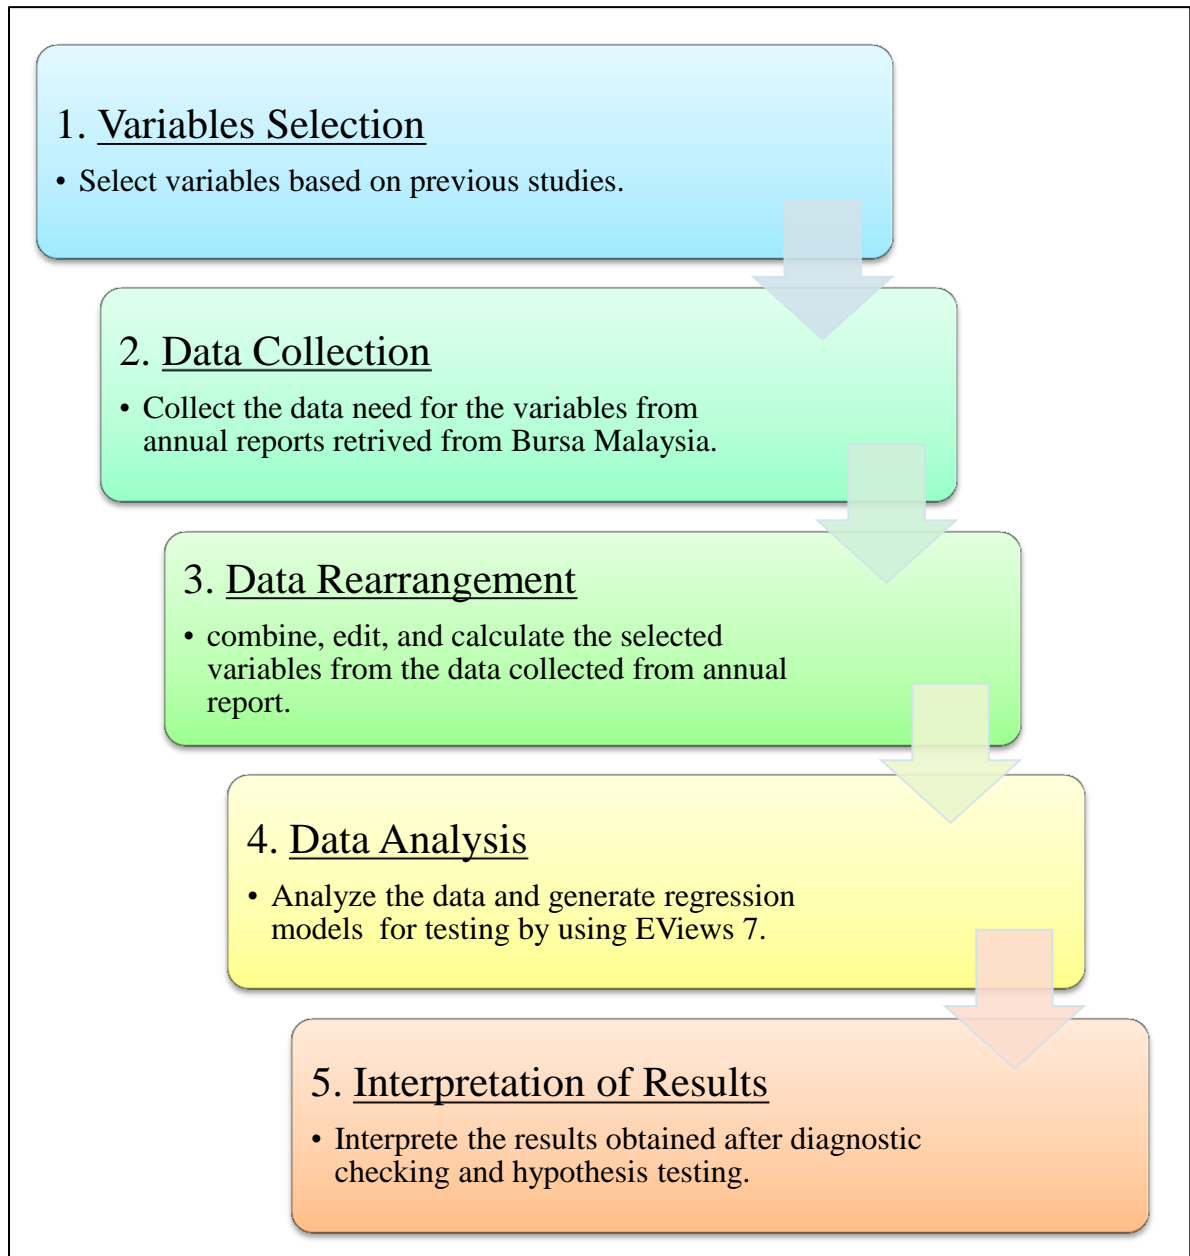 1. Variables Selection
• Select variables based on previous studies.
2. Data Collection
• Collect the data need for the variables from
annual reports retrived from Bursa Malaysia.
3. Data Rearrangement
• combine, edit, and calculate the selected
variables from the data collected from annual
report.
4. Data Analysis
• Analyze the data and generate regression
models  for testing by using EViews 7.
5. Interpretation of Results
• Interprete the results obtained after diagnostic
checking and hypothesis testing.